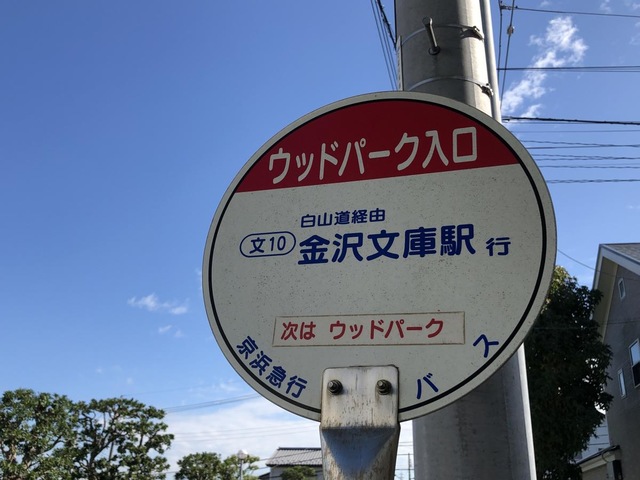 ウッドパーク入口
白山道経由
文10 金沢文庫駅 行
次は ウッドパーク
京浜急行 バス